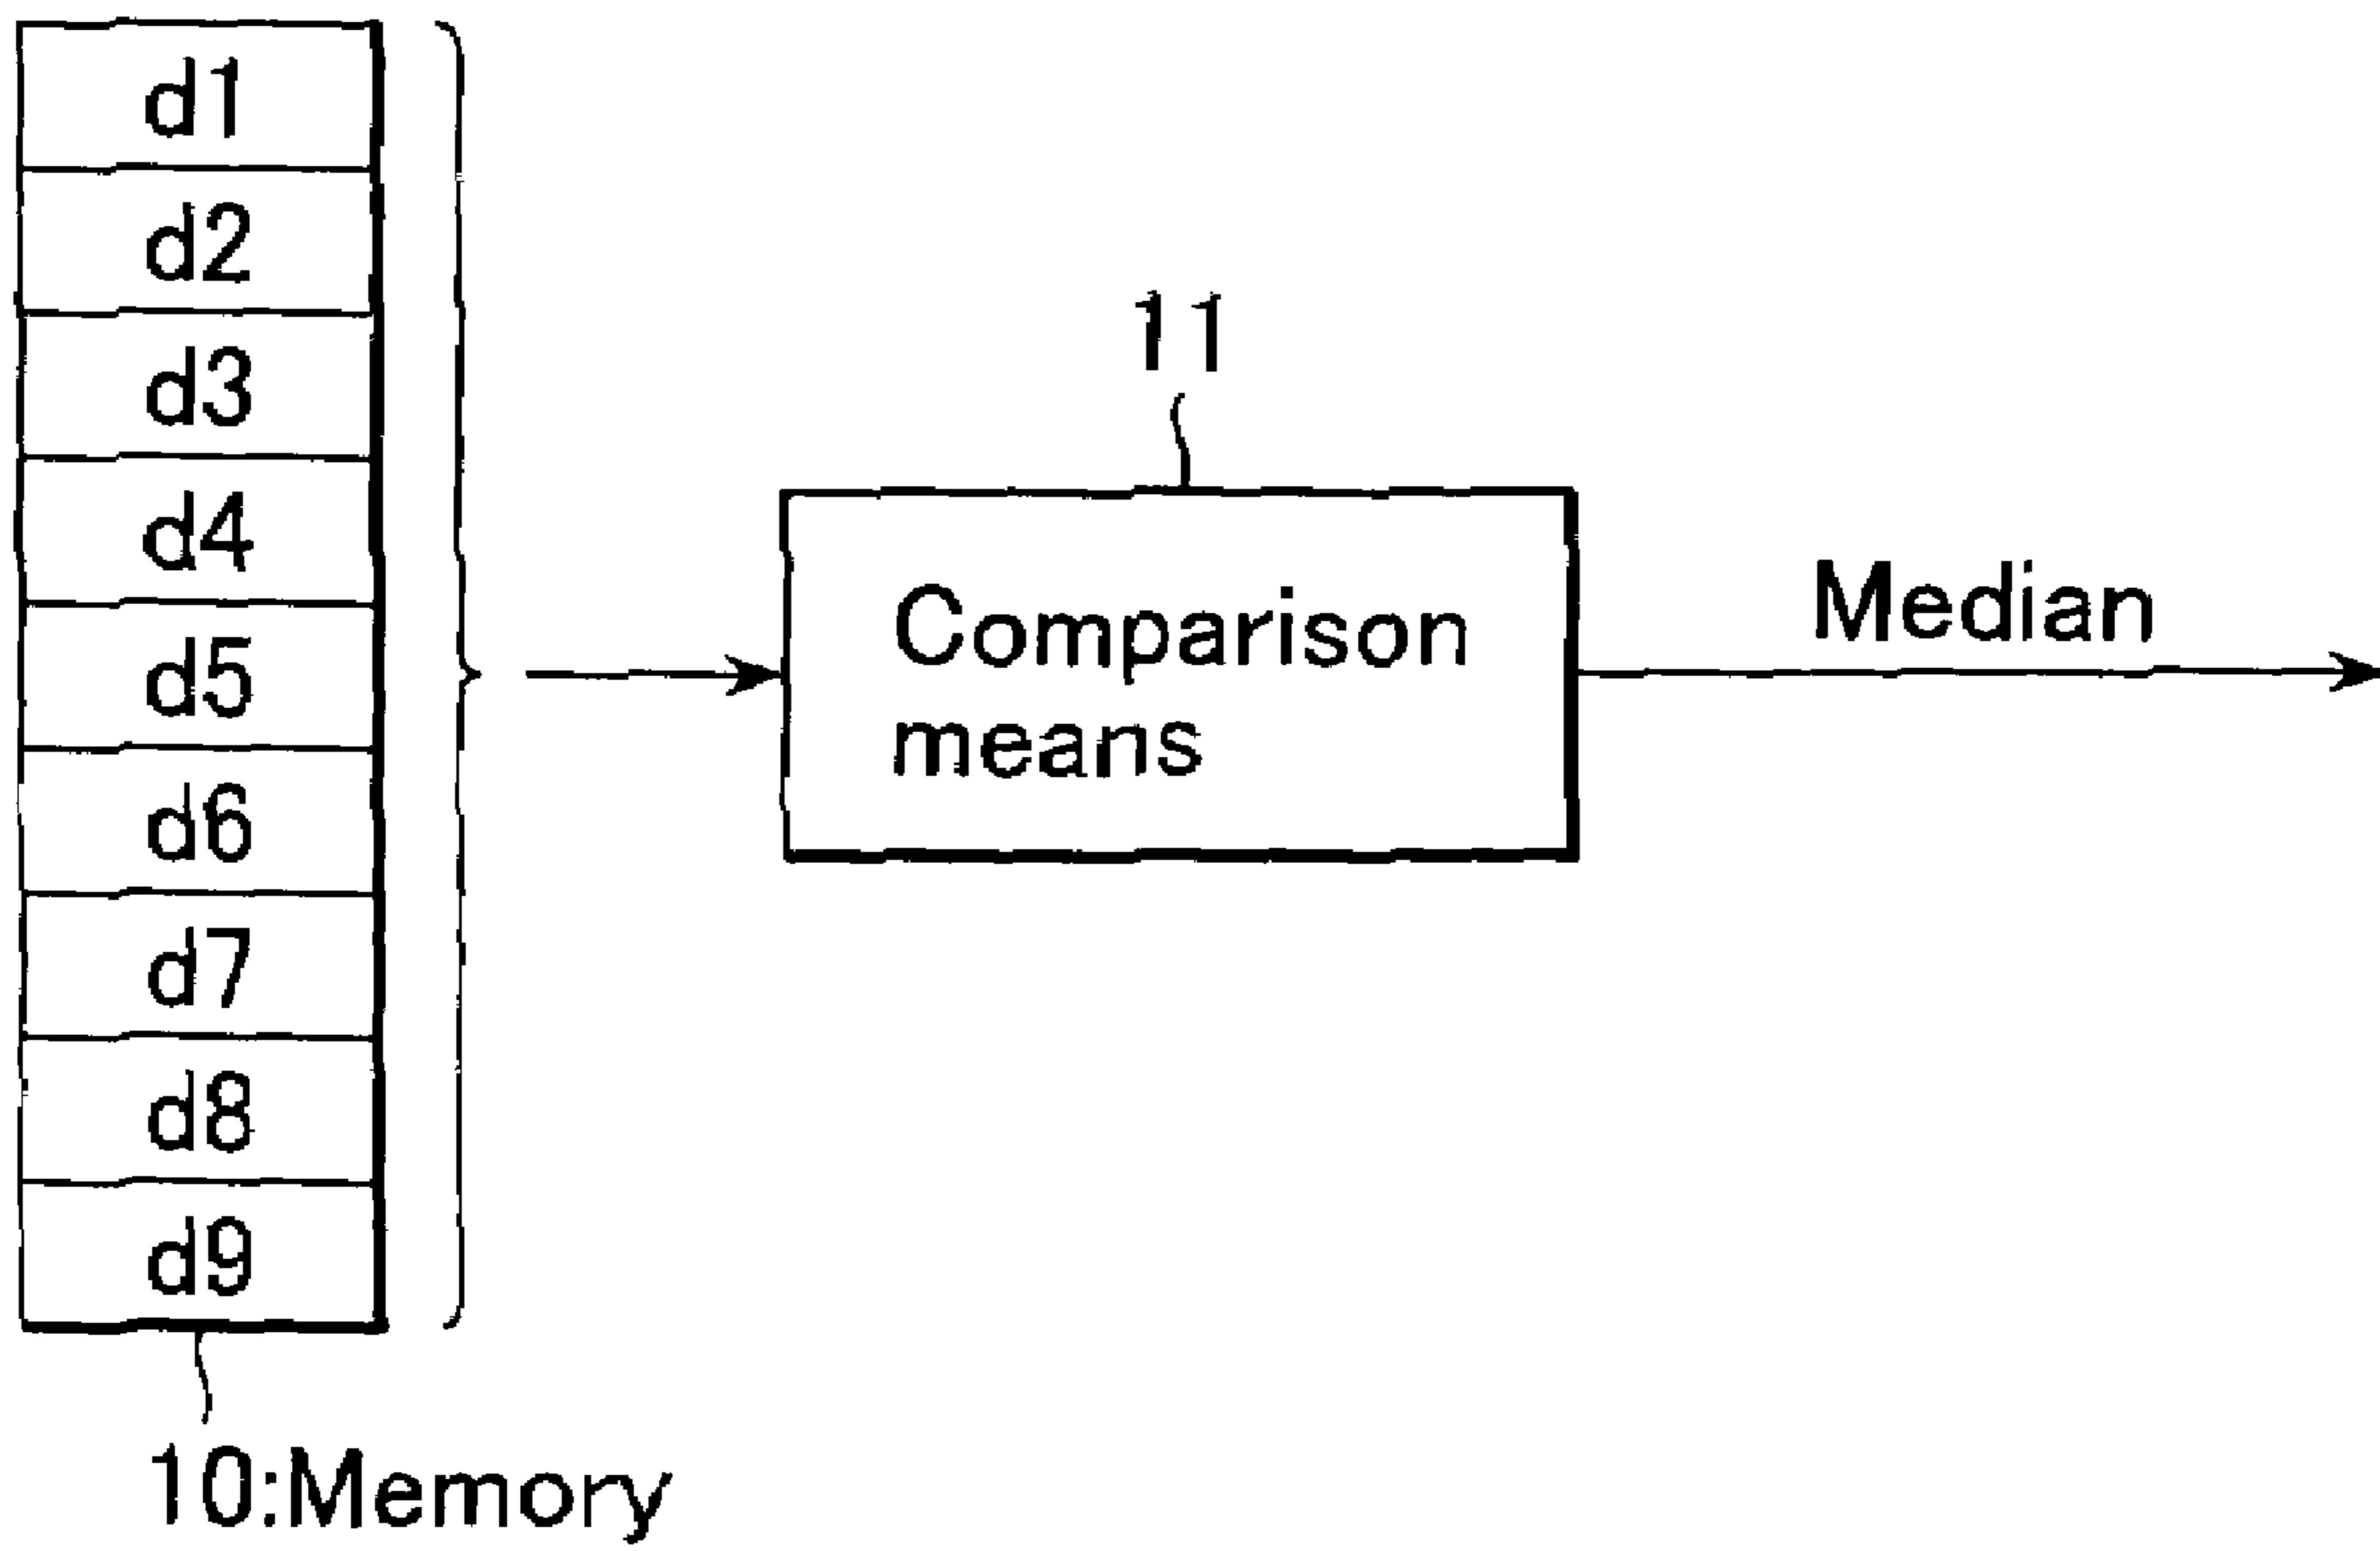 d1
d2
d3
d4
d5
d6
d7
d8
d9
10:Memory
11
Comparison
means
Median